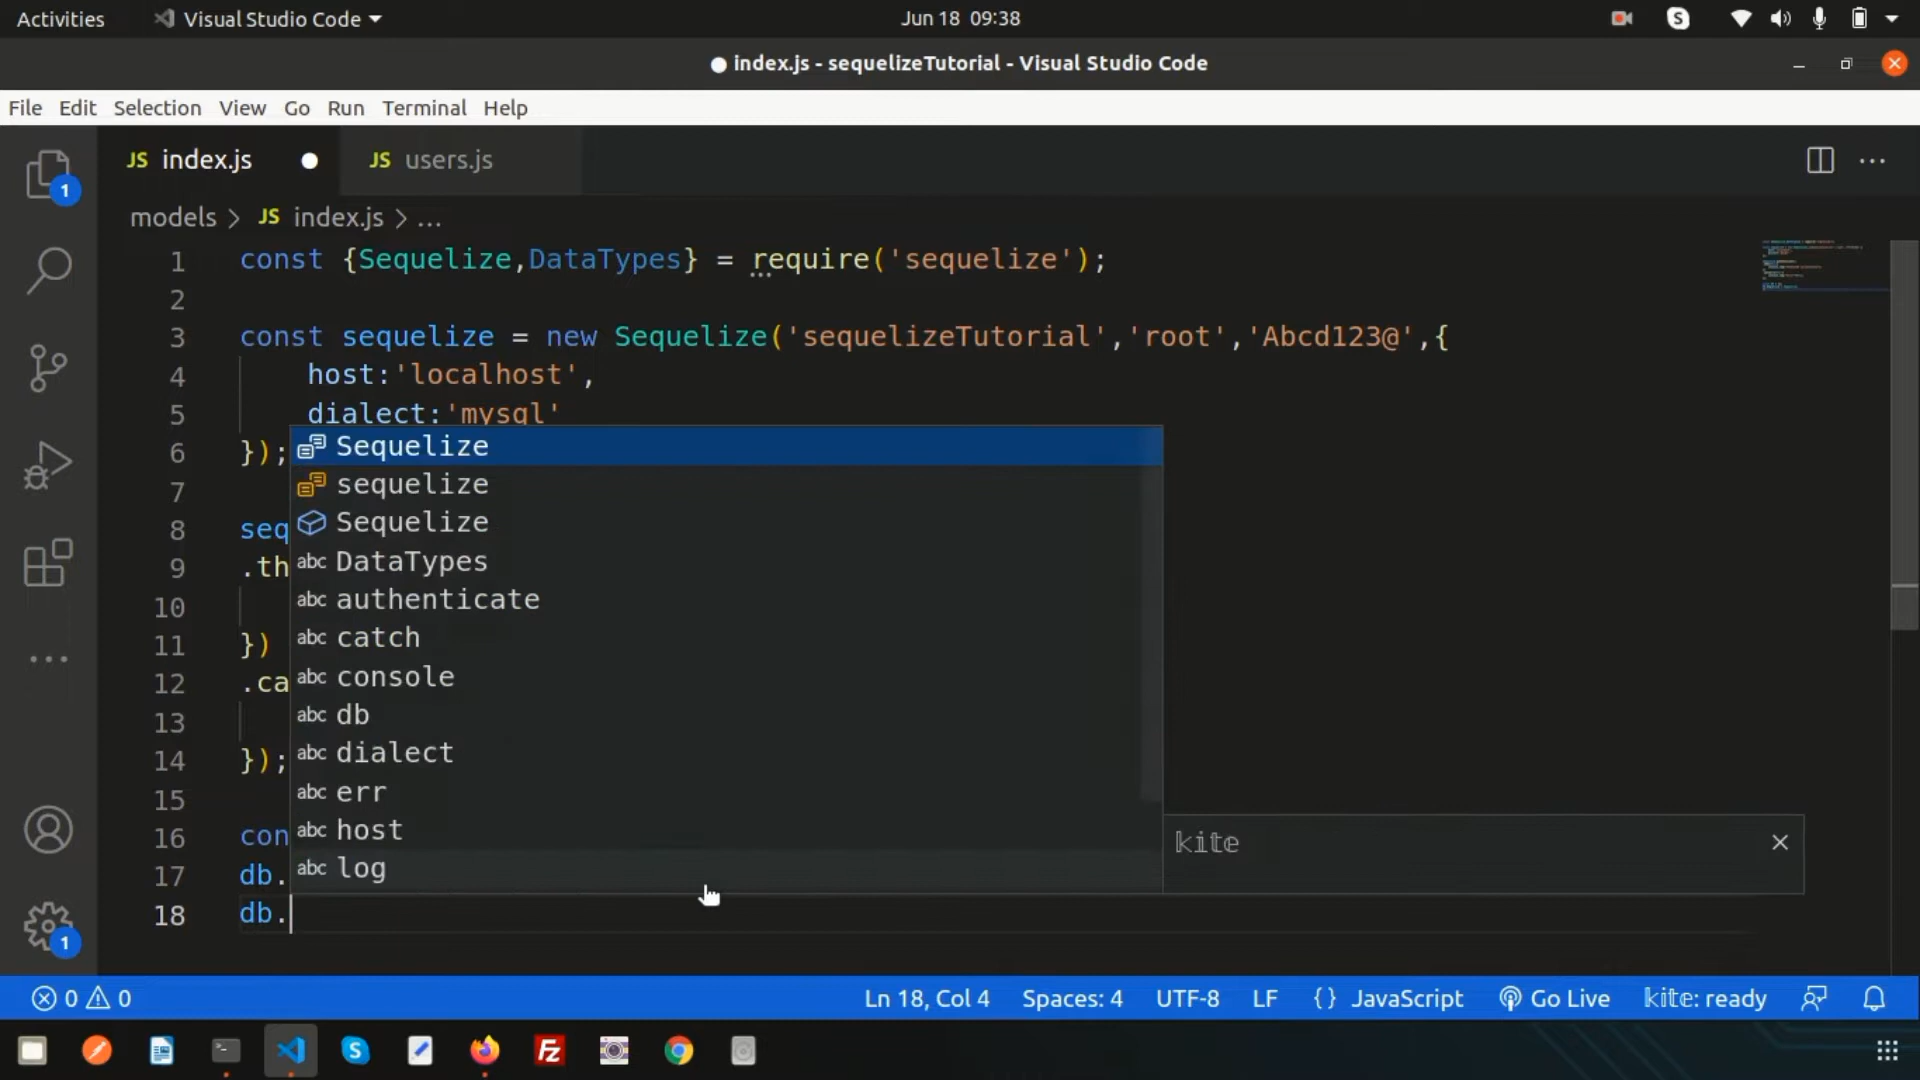 Activities
Visual Studio Code
Jun 18 09:38
S
index.js - sequelizeTutorial - Visual Studio Code
File Edit Selection View Go Run Terminal Help
1
JS index.js
JS users.js
models > JS index.js > ...
1 const {Sequelize,DataTypes} = require('sequelize');
2
3 const sequelize = new Sequelize('sequelizeTutorial','root','Abcd123@',{
4 host:'localhost',
5 dialect:'mysql'
6 });
7
8 seq
9 .th
10
11 })
12 .ca
13
14 });
15
16 con
17 db.
18 db.
Sequelize
sequelize
Sequelize
abc DataTypes
abc authenticate
abc catch
abc console
abc db
abc dialect
abc err
abc host
abc log
kite
1
0 0
Ln 18, Col 4
Spaces: 4
UTF-8
LF
{} JavaScript
Go Live
kite: ready
S
Fz